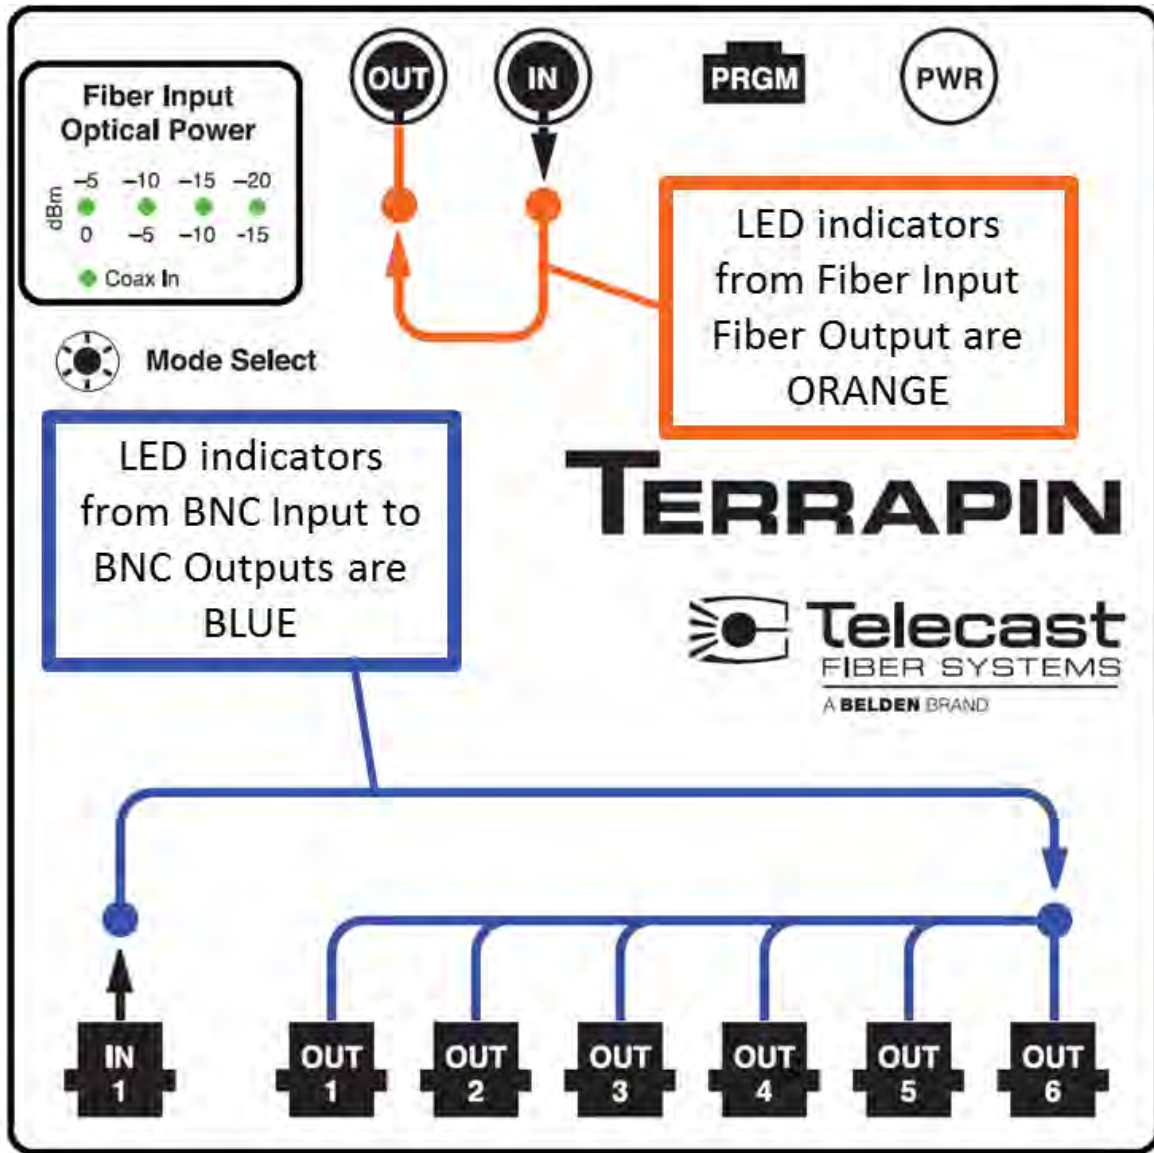 OUT IN PRGM PWR
Fiber Input
Optical Power
dBm
–5 –10 –15 –20
0 –5 –10 -15
Coax In
Mode Select
LED indicators
from Fiber Input
Fiber Output are
ORANGE
LED indicators
from BNC Input to
BNC Outputs are
BLUE
TERRAPIN
Telecast
FIBER SYSTEMS
A BELDEN BRAND
IN OUT OUT OUT OUT OUT OUT
1 1 2 3 4 5 6